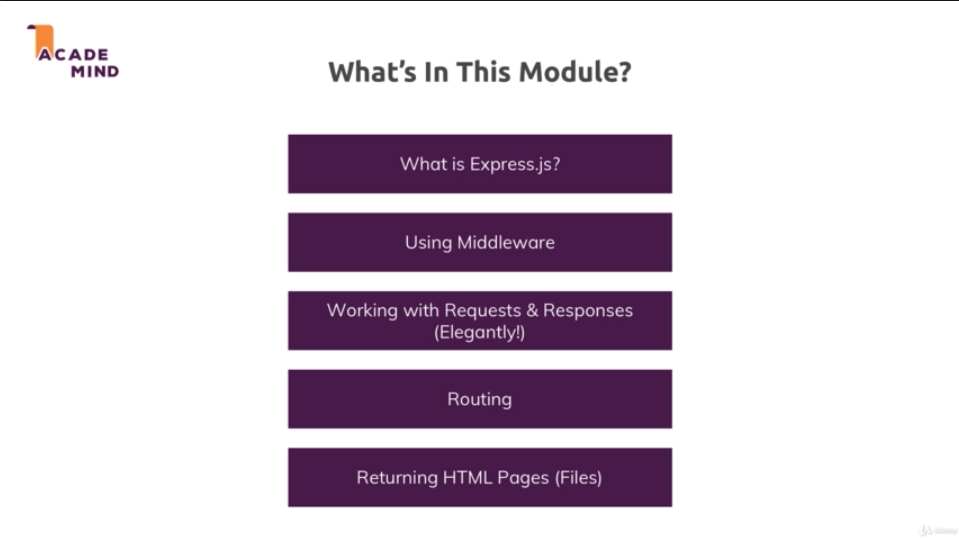 ACADE
MIND
What's In This Module?
What is Express.js?
Using Middleware
Working with Requests & Responses
(Elegantly!)
Routing
Returning HTML Pages (Files)
Udemy